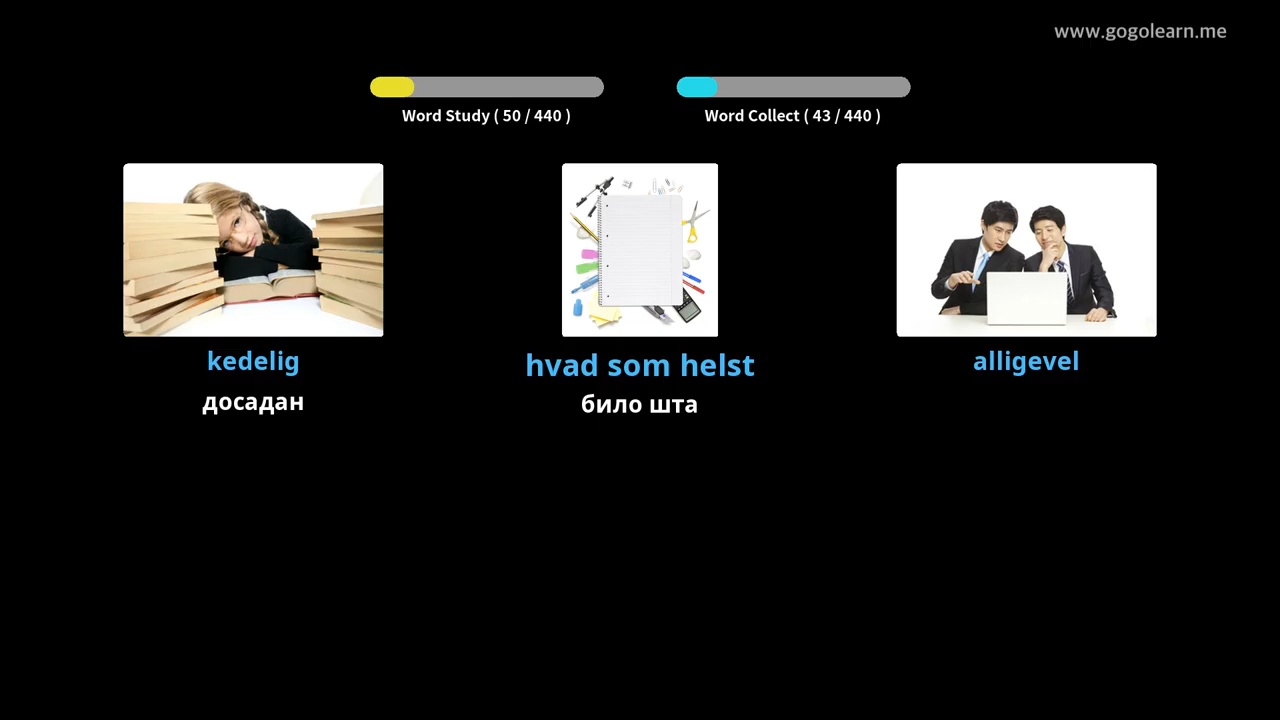 www.gogolearn.me
Word Study ( 50 / 440 )
Word Collect ( 43 / 440 )
kedelig
досадан
hvad som helst
било шта
alligevel